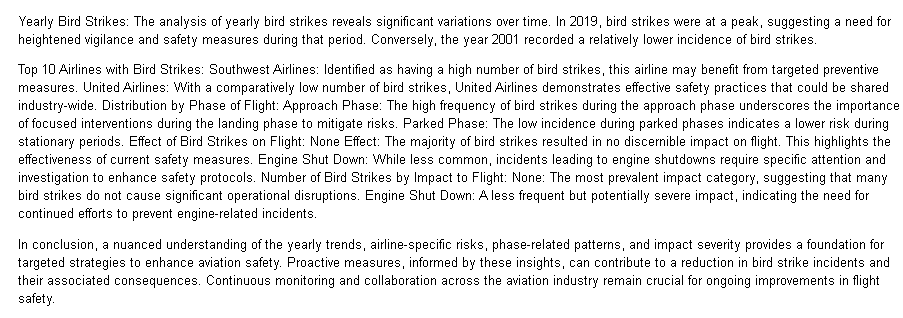 Yearly Bird Strikes: The analysis of yearly bird strikes reveals significant variations over time. In 2019, bird strikes were at a peak, suggesting a need for
heightened vigilance and safety measures during that period. Conversely, the year 2001 recorded a relatively lower incidence of bird strikes.
Top 10 Airlines with Bird Strikes: Southwest Airlines: Identified as having a high number of bird strikes, this airline may benefit from targeted preventive
measures. United Airlines: With a comparatively low number of bird strikes, United Airlines demonstrates effective safety practices that could be shared
industry-wide. Distribution by Phase of Flight: Approach Phase: The high frequency of bird strikes during the approach phase underscores the importance
of focused interventions during the landing phase to mitigate risks. Parked Phase: The low incidence during parked phases indicates a lower risk during
stationary periods. Effect of Bird Strikes on Flight: None Effect: The majority of bird strikes resulted in no discernible impact on flight. This highlights the
effectiveness of current safety measures. Engine Shut Down: While less common, incidents leading to engine shutdowns require specific attention and
investigation to enhance safety protocols. Number of Bird Strikes by Impact to Flight: None: The most prevalent impact category, suggesting that many
bird strikes do not cause significant operational disruptions. Engine Shut Down: A less frequent but potentially severe impact, indicating the need for
continued efforts to prevent engine-related incidents.
In conclusion, a nuanced understanding of the yearly trends, airline-specific risks, phase-related patterns, and impact severity provides a foundation for
targeted strategies to enhance aviation safety. Proactive measures, informed by these insights, can contribute to a reduction in bird strike incidents and
their associated consequences. Continuous monitoring and collaboration across the aviation industry remain crucial for ongoing improvements in flight
safety.